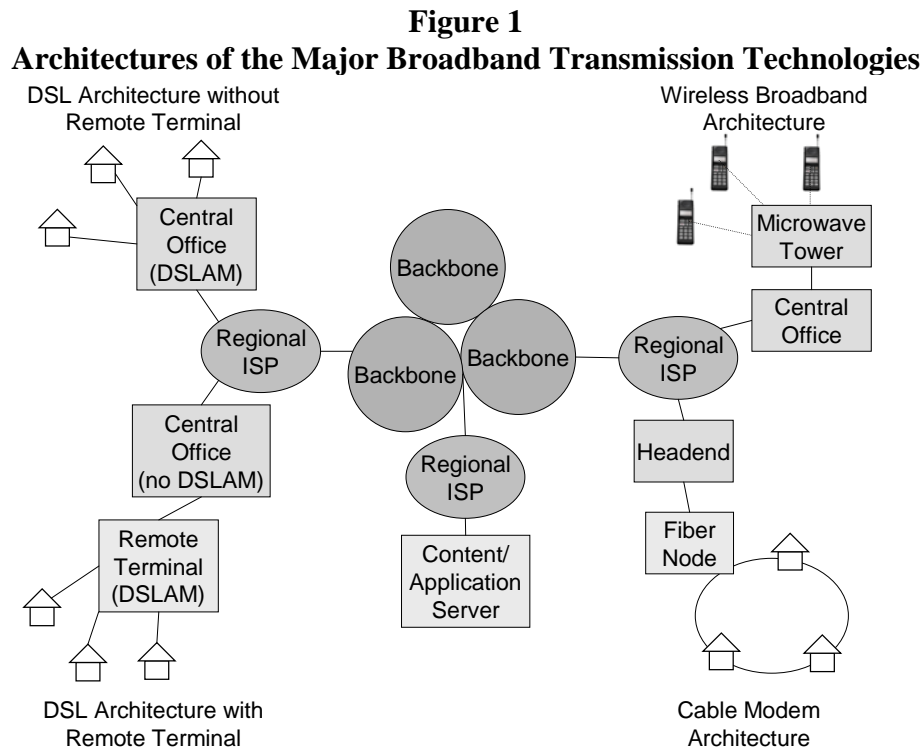 Figure 1
Architectures of the Major Broadband Transmission Technologies
DSL Architecture without
Remote Terminal
Wireless Broadband
Architecture
Central
Office
(DSLAM)
Microwave
Tower
Central
Office
Backbone
Backbone
Backbone
Regional
ISP
Regional
ISP
Central
Office
(no DSLAM)
Headend
Regional
ISP
Remote
Terminal
(DSLAM)
Content/
Application
Server
Fiber
Node
DSL Architecture with
Remote Terminal
Cable Modem
Architecture